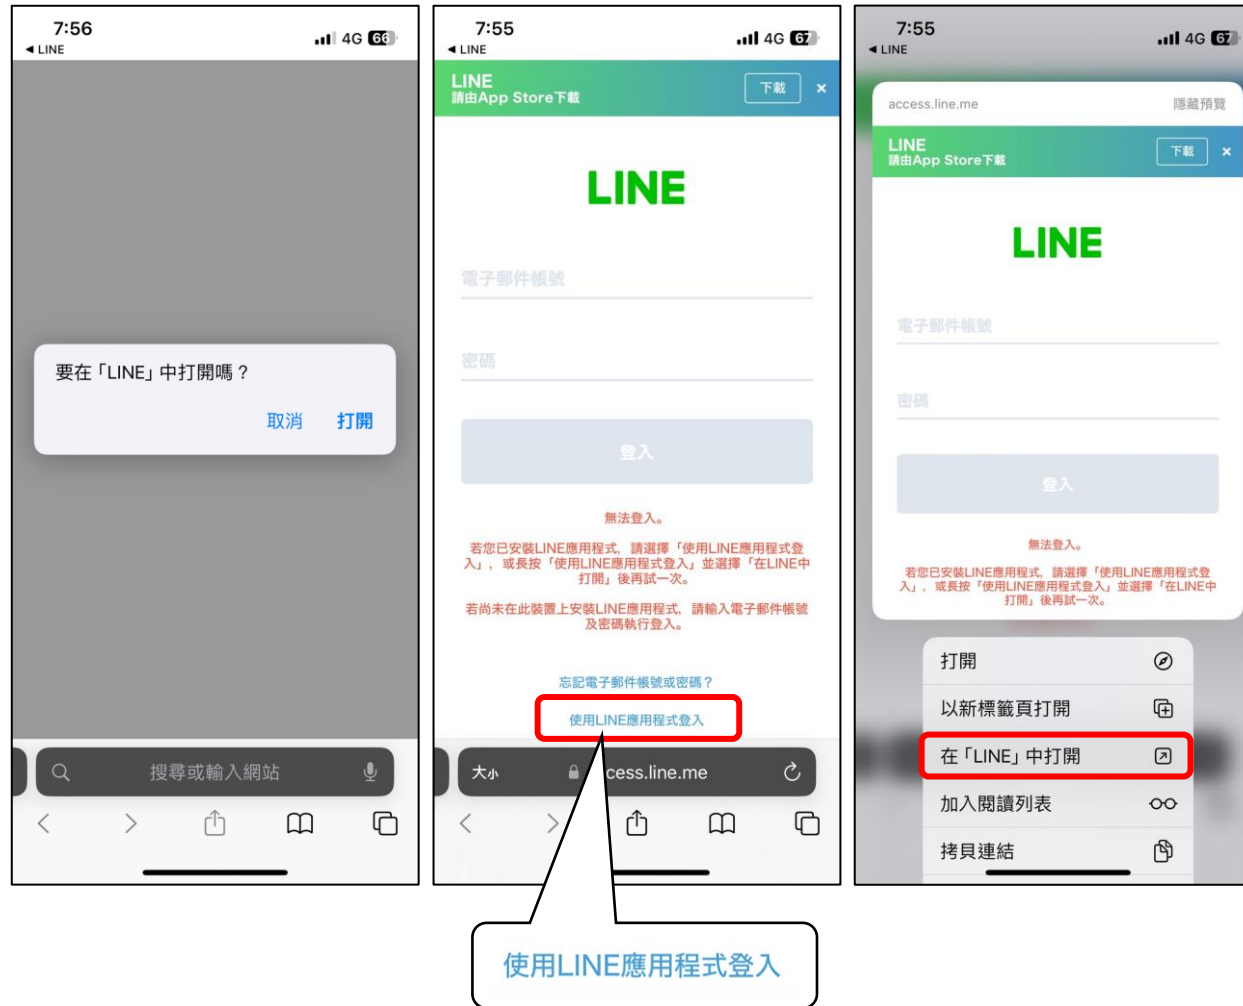 7:56
◀ LINE
4G 66
要在「LINE」中打開嗎？
取消 打開
搜尋或輸入網站
7:55
◀ LINE
4G 67
LINE
請由App Store下載
下載 ×
LINE
電子郵件帳號
密碼
登入
無法登入。
若您已安裝LINE應用程式，請選擇「使用LINE應用程式登
入」，或長按「使用LINE應用程式登入」並選擇「在LINE中
打開」後再試一次。
若尚未在此裝置上安裝LINE應用程式，請輸入電子郵件帳號
及密碼執行登入。
忘記電子郵件帳號或密碼？
使用LINE應用程式登入
大小 cess.line.me
使用LINE應用程式登入
7:55
◀ LINE
4G 67
access.line.me 隱藏預覽
LINE
請由App Store下載
下載 ×
LINE
電子郵件帳號
密碼
登入
無法登入。
若您已安裝LINE應用程式，請選擇「使用LINE應用程式登
入」，或長按「使用LINE應用程式登入」並選擇「在LINE中
打開」後再試一次。
打開
以新標籤頁打開
在「LINE」中打開
加入閱讀列表
拷貝連結